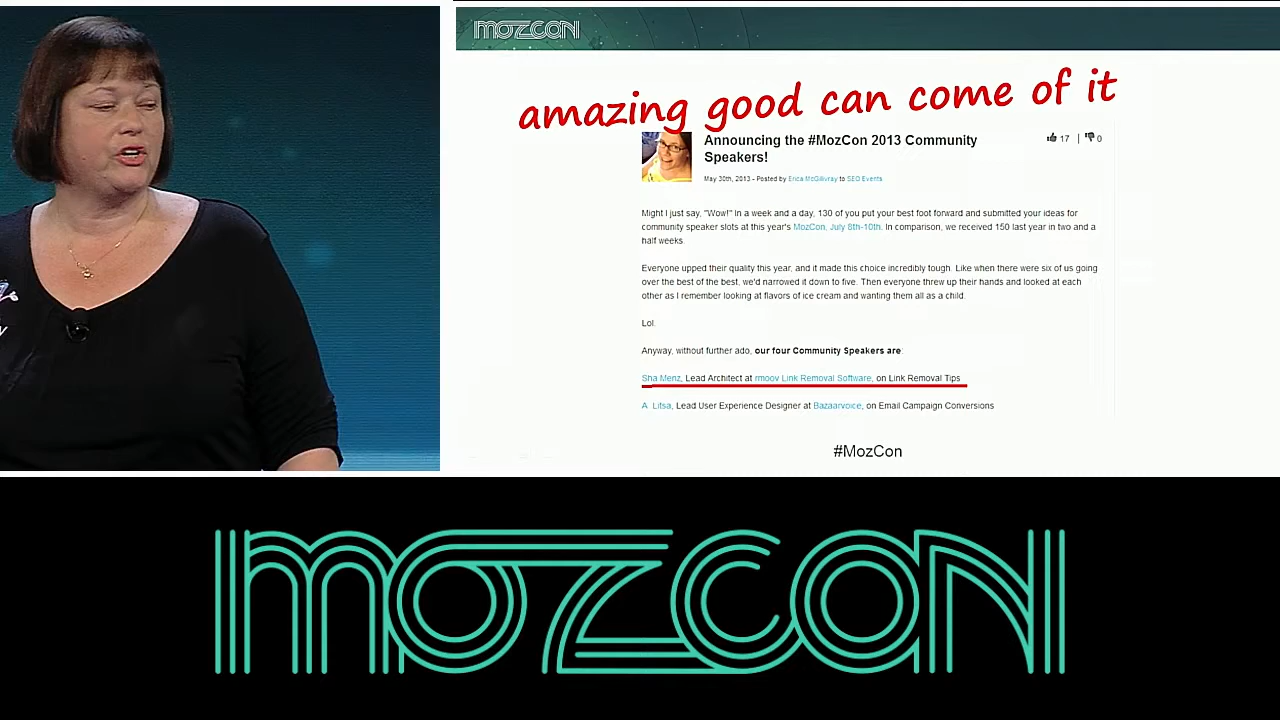 mozcon
amazing good can come of it
Announcing the #MozCon 2013 Community
Speakers!
17 | 0
May 30th, 2013 - Posted by Erica McGillivray to SEO Events
Might I just say, "Wow!" In a week and a day, 130 of you put your best foot forward and submitted your ideas for
community speaker slots at this year's MozCon, July 8th-10th. In comparison, we received 150 last year in two and a
half weeks.
Everyone upped their quality this year, and it made this choice incredibly tough. Like when there were six of us going
over the best of the best, we'd narrowed it down to five. Then everyone threw up their hands and looked at each
other as I remember looking at flavors of ice cream and wanting them all as a child.
Lol.
Anyway, without further ado, our four Community Speakers are:
Sha Menz, Lead Architect at rmoov Link Removal Software, on Link Removal Tips
A Litsa, Lead User Experience Designer at Bazaarvoice, on Email Campaign Conversions
#MozCon
mozcon